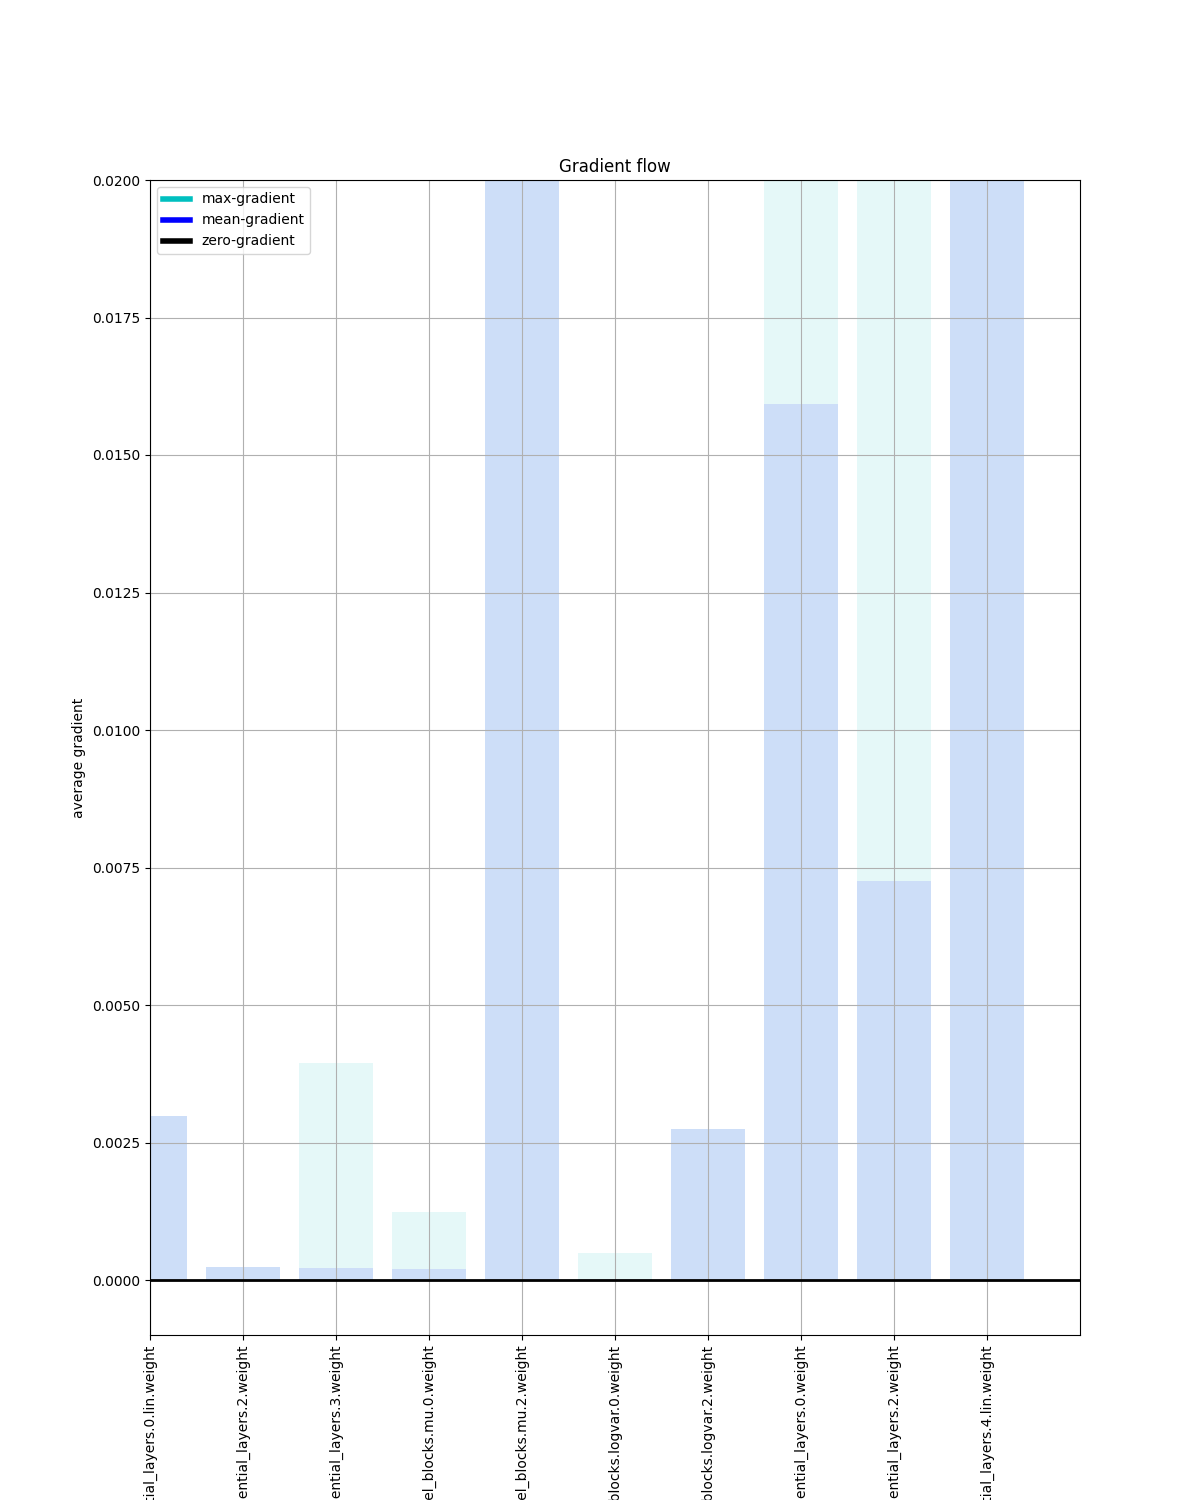 Gradient flow
max-gradient
mean-gradient
zero-gradient
0.0200
0.0175
0.0150
0.0125
0.0100
0.0075
0.0050
0.0025
0.0000
average gradient
tial_layers.0.lin.weight
ential_layers.2.weight
ential_layers.3.weight
el_blocks.mu.0.weight
el_blocks.mu.2.weight
blocks.logvar.0.weight
blocks.logvar.2.weight
ential_layers.0.weight
ential_layers.2.weight
tial_layers.4.lin.weight